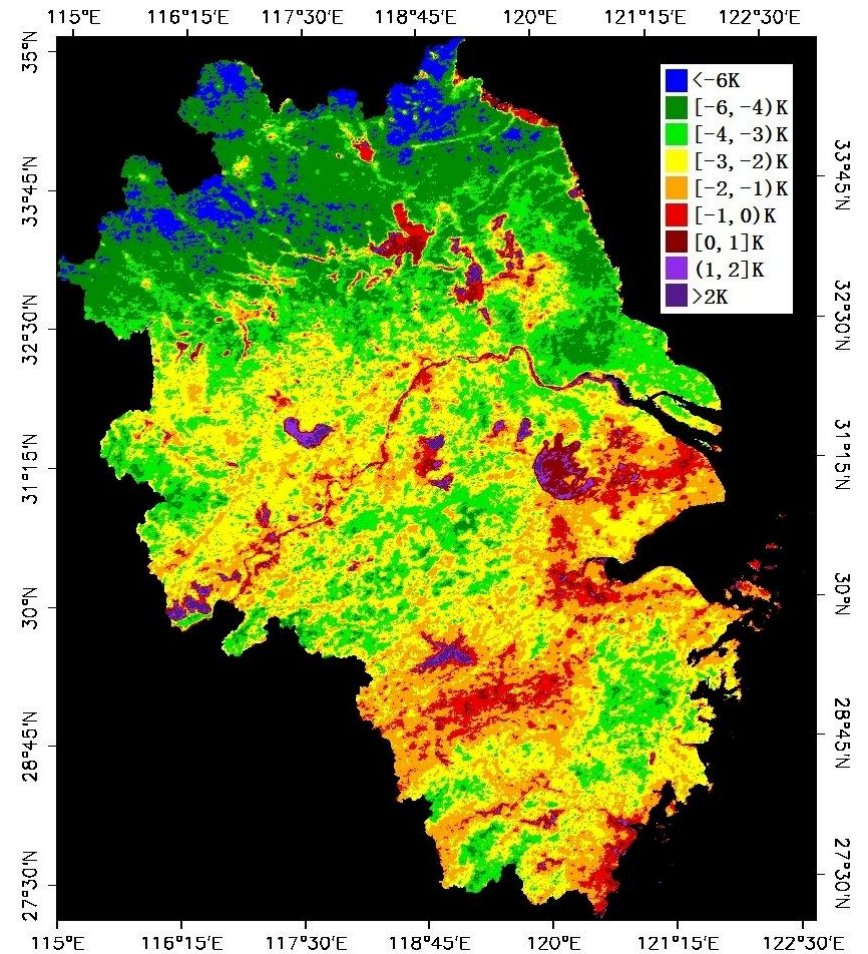 115°E 116°15'E 117°30'E 118°45'E 120°E 121°15'E 122°30'E
35°N
33°45'N
32°30'N
31°15'N
30°N
28°45'N
27°30'N
<-6K
[-6,-4)K
[-4,-3)K
[-3,-2)K
[-2,-1)K
[-1,0)K
[0,1]K
(1,2]K
>2K
33°45'N
32°30'N
31°15'N
30°N
28°45'N
27°30'N
115°E 116°15'E 117°30'E 118°45'E 120°E 121°15'E 122°30'E